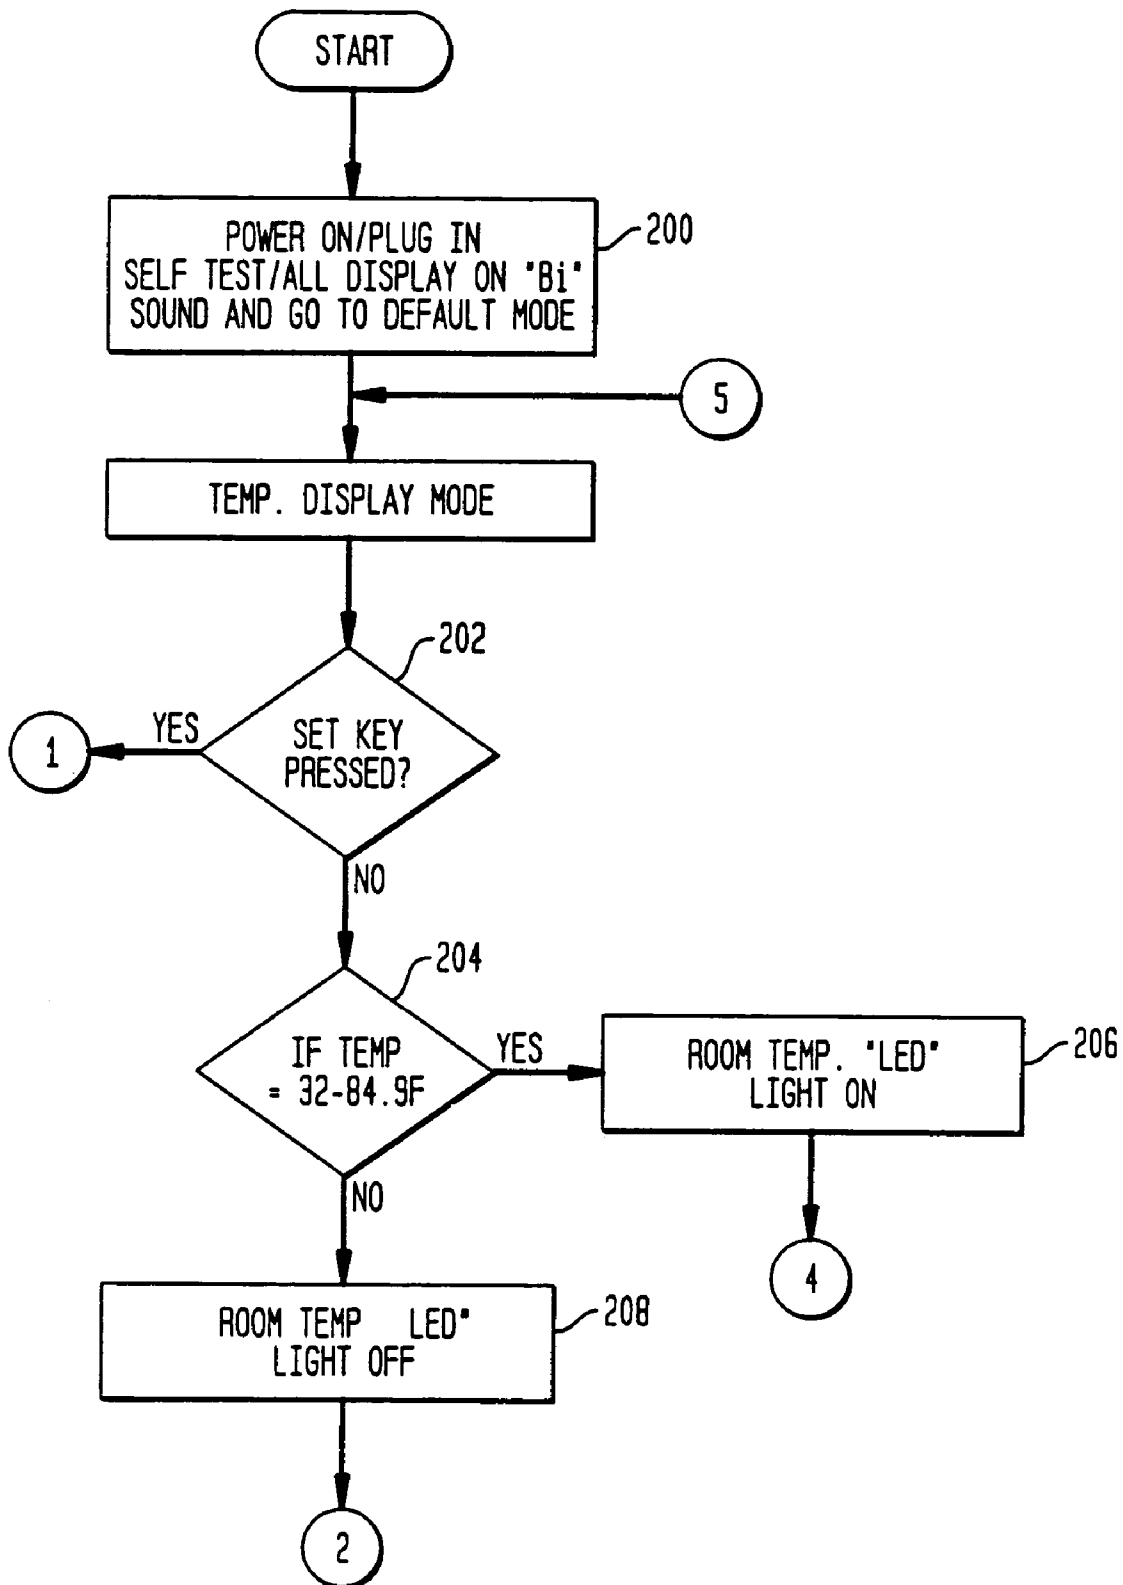 START
POWER ON/PLUG IN
SELF TEST/ALL DISPLAY ON "Bi"
SOUND AND GO TO DEFAULT MODE
200
5
TEMP. DISPLAY MODE
202
SET KEY
PRESSED?
YES
1
NO
204
IF TEMP
= 32-84.9F
YES
ROOM TEMP. "LED"
LIGHT ON
206
NO
4
ROOM TEMP LED"
LIGHT OFF
208
2